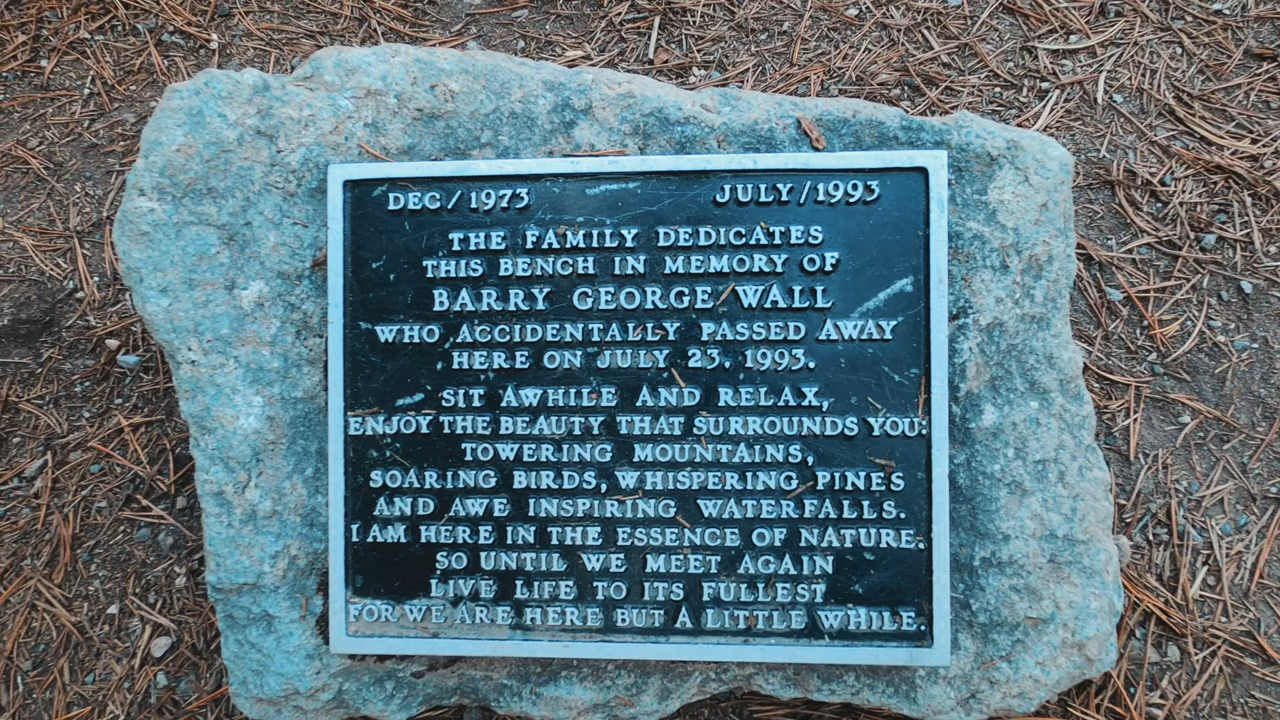 DEC/1973 JULY/1993
THE FAMILY DEDICATES
THIS BENCH IN MEMORY OF
BARRY GEORGE WALL
WHO ACCIDENTALLY PASSED AWAY
HERE ON JULY 23, 1993.
SIT AWHILE AND RELAX,
ENJOY THE BEAUTY THAT SURROUNDS YOU:
TOWERING MOUNTAINS,
SOARING BIRDS, WHISPERING PINES
AND AWE INSPIRING WATERFALLS.
I AM HERE IN THE ESSENCE OF NATURE.
SO UNTIL WE MEET AGAIN
LIVE LIFE TO ITS FULLEST
FOR WE ARE HERE BUT A LITTLE WHILE.